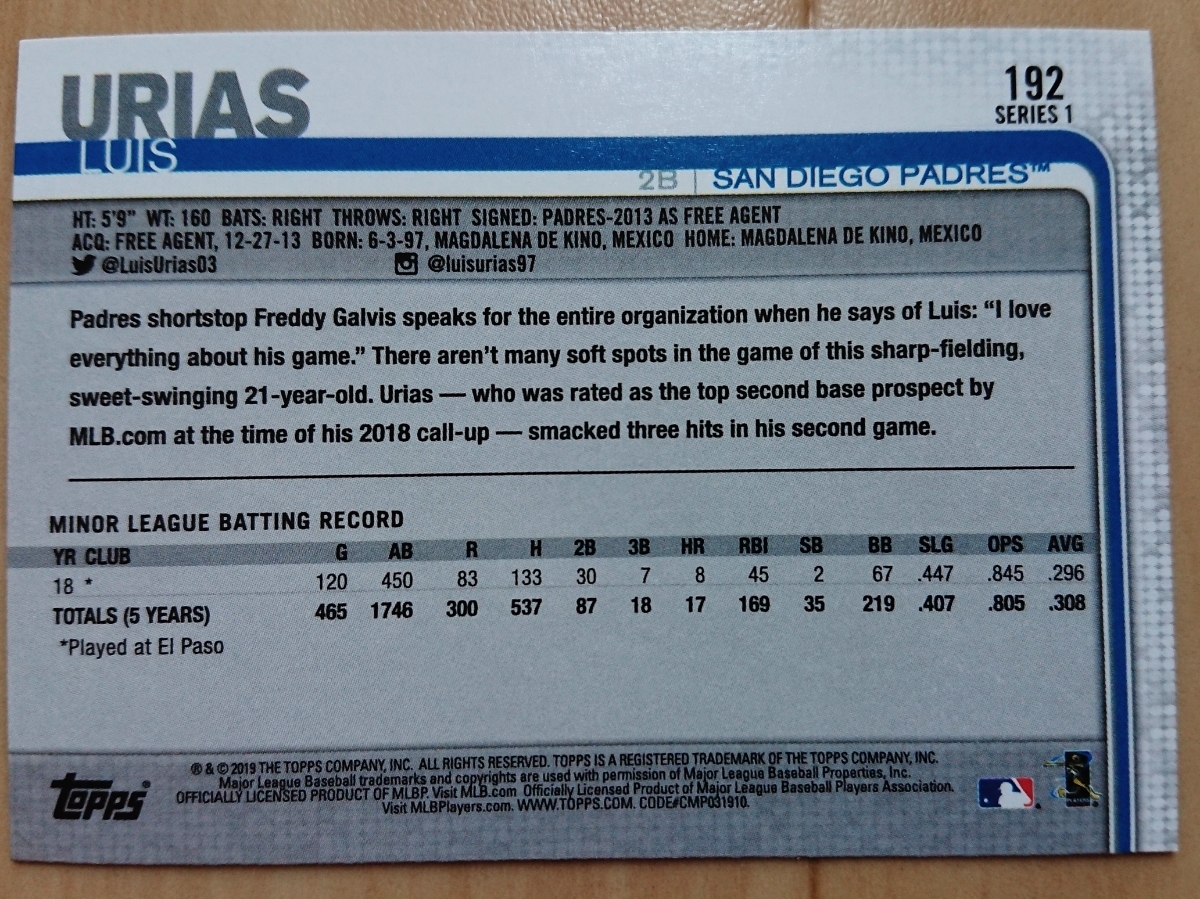 URIAS
LUIS
192
SERIES 1
2B | SAN DIEGO PADRES™
HT: 5'9" WT: 160 BATS: RIGHT THROWS: RIGHT SIGNED: PADRES-2013 AS FREE AGENT
ACQ: FREE AGENT, 12-27-13 BORN: 6-3-97, MAGDALENA DE KINO, MEXICO HOME: MAGDALENA DE KINO, MEXICO
@LuisUrias03 @luisurias97
Padres shortstop Freddy Galvis speaks for the entire organization when he says of Luis: “I love
everything about his game.” There aren’t many soft spots in the game of this sharp-fielding,
sweet-swinging 21-year-old. Urias — who was rated as the top second base prospect by
MLB.com at the time of his 2018 call-up — smacked three hits in his second game.
MINOR LEAGUE BATTING RECORD
YR CLUB G AB R H 2B 3B HR RBI SB BB SLG OPS AVG
18 * 120 450 83 133 30 7 8 45 2 67 .447 .845 .296
TOTALS (5 YEARS) 465 1746 300 537 87 18 17 169 35 219 .407 .805 .308
*Played at El Paso
Topps®
® & © 2019 THE TOPPS COMPANY, INC. ALL RIGHTS RESERVED. TOPPS IS A REGISTERED TRADEMARK OF THE TOPPS COMPANY, INC.
Major League Baseball trademarks and copyrights are used with permission of Major League Baseball Properties, Inc.
OFFICIALLY LICENSED PRODUCT OF MLBP. Visit MLB.com Officially Licensed Product of Major League Baseball Players Association.
Visit MLBPlayers.com. WWW.TOPPS.COM. CODE#CMP031910.